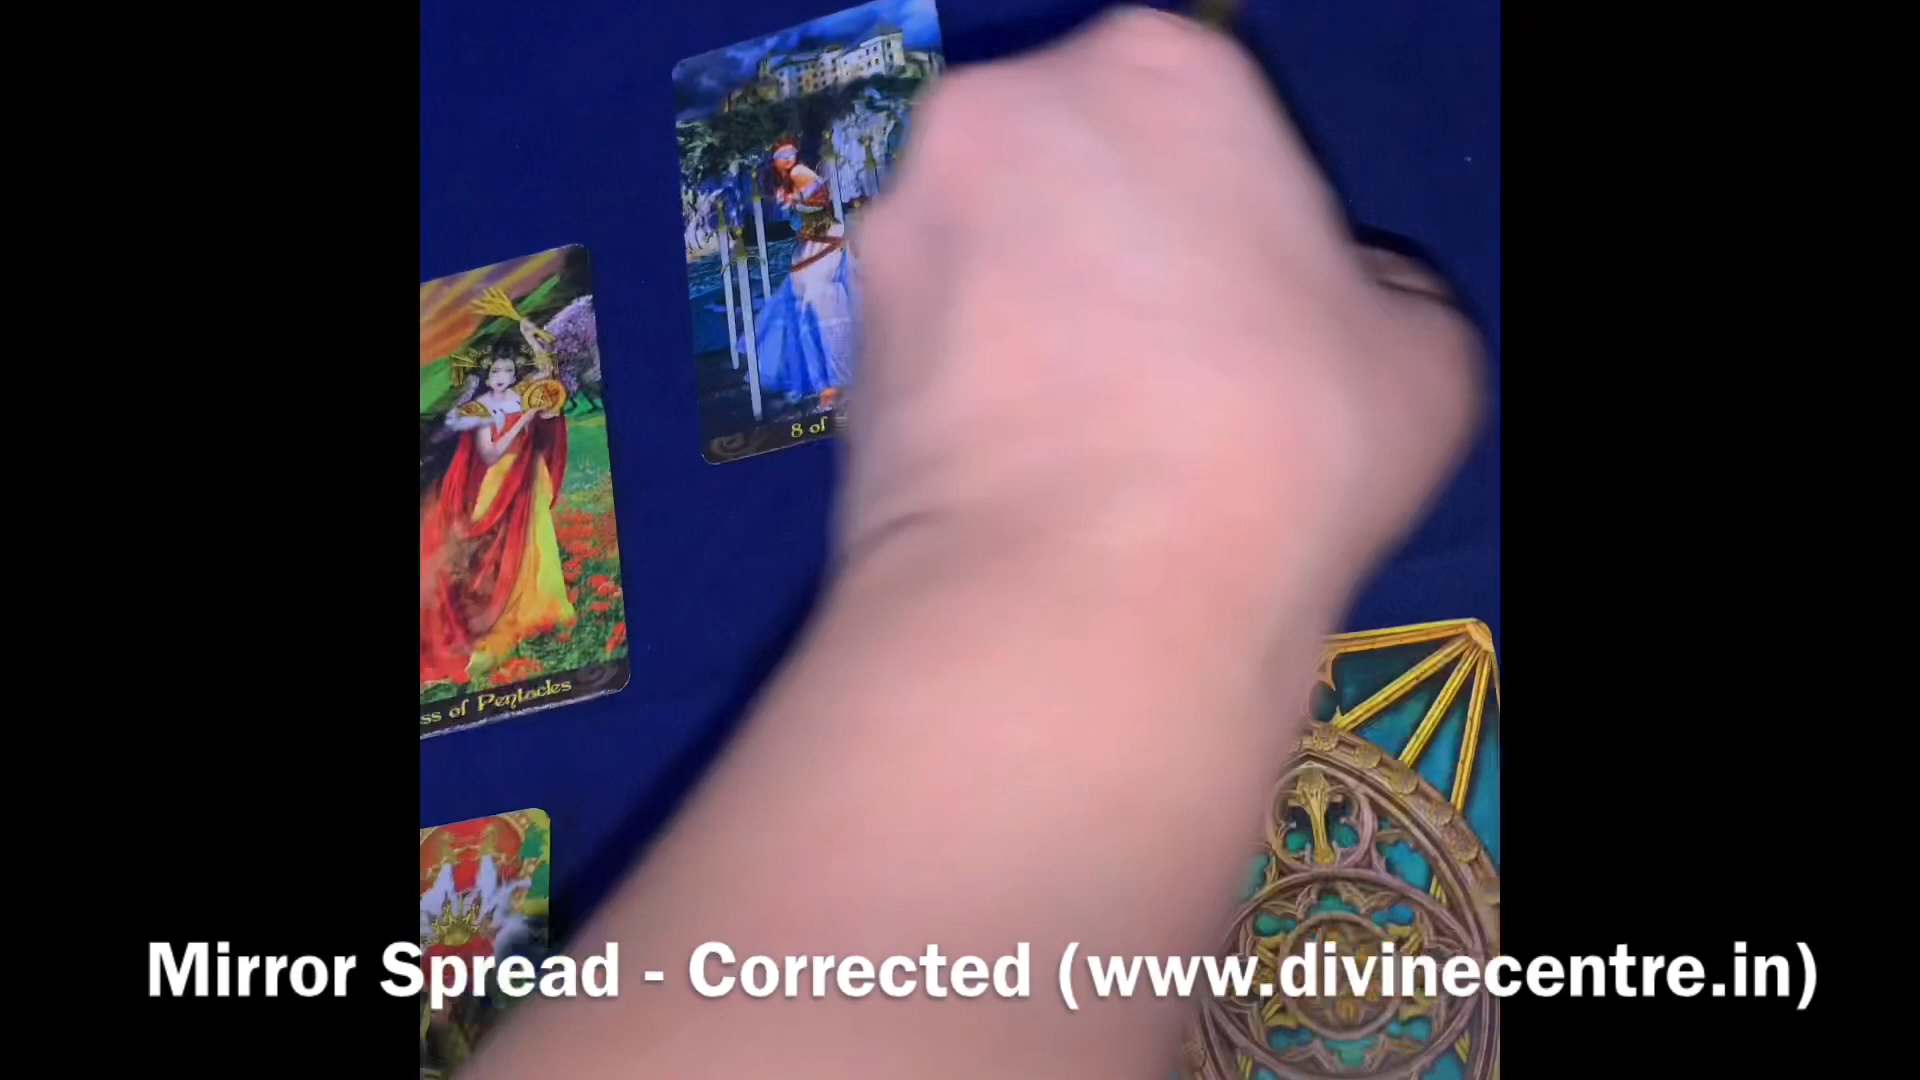 8 of
ss of Pentacles
Mirror Spread - Corrected (www.divinecentre.in)